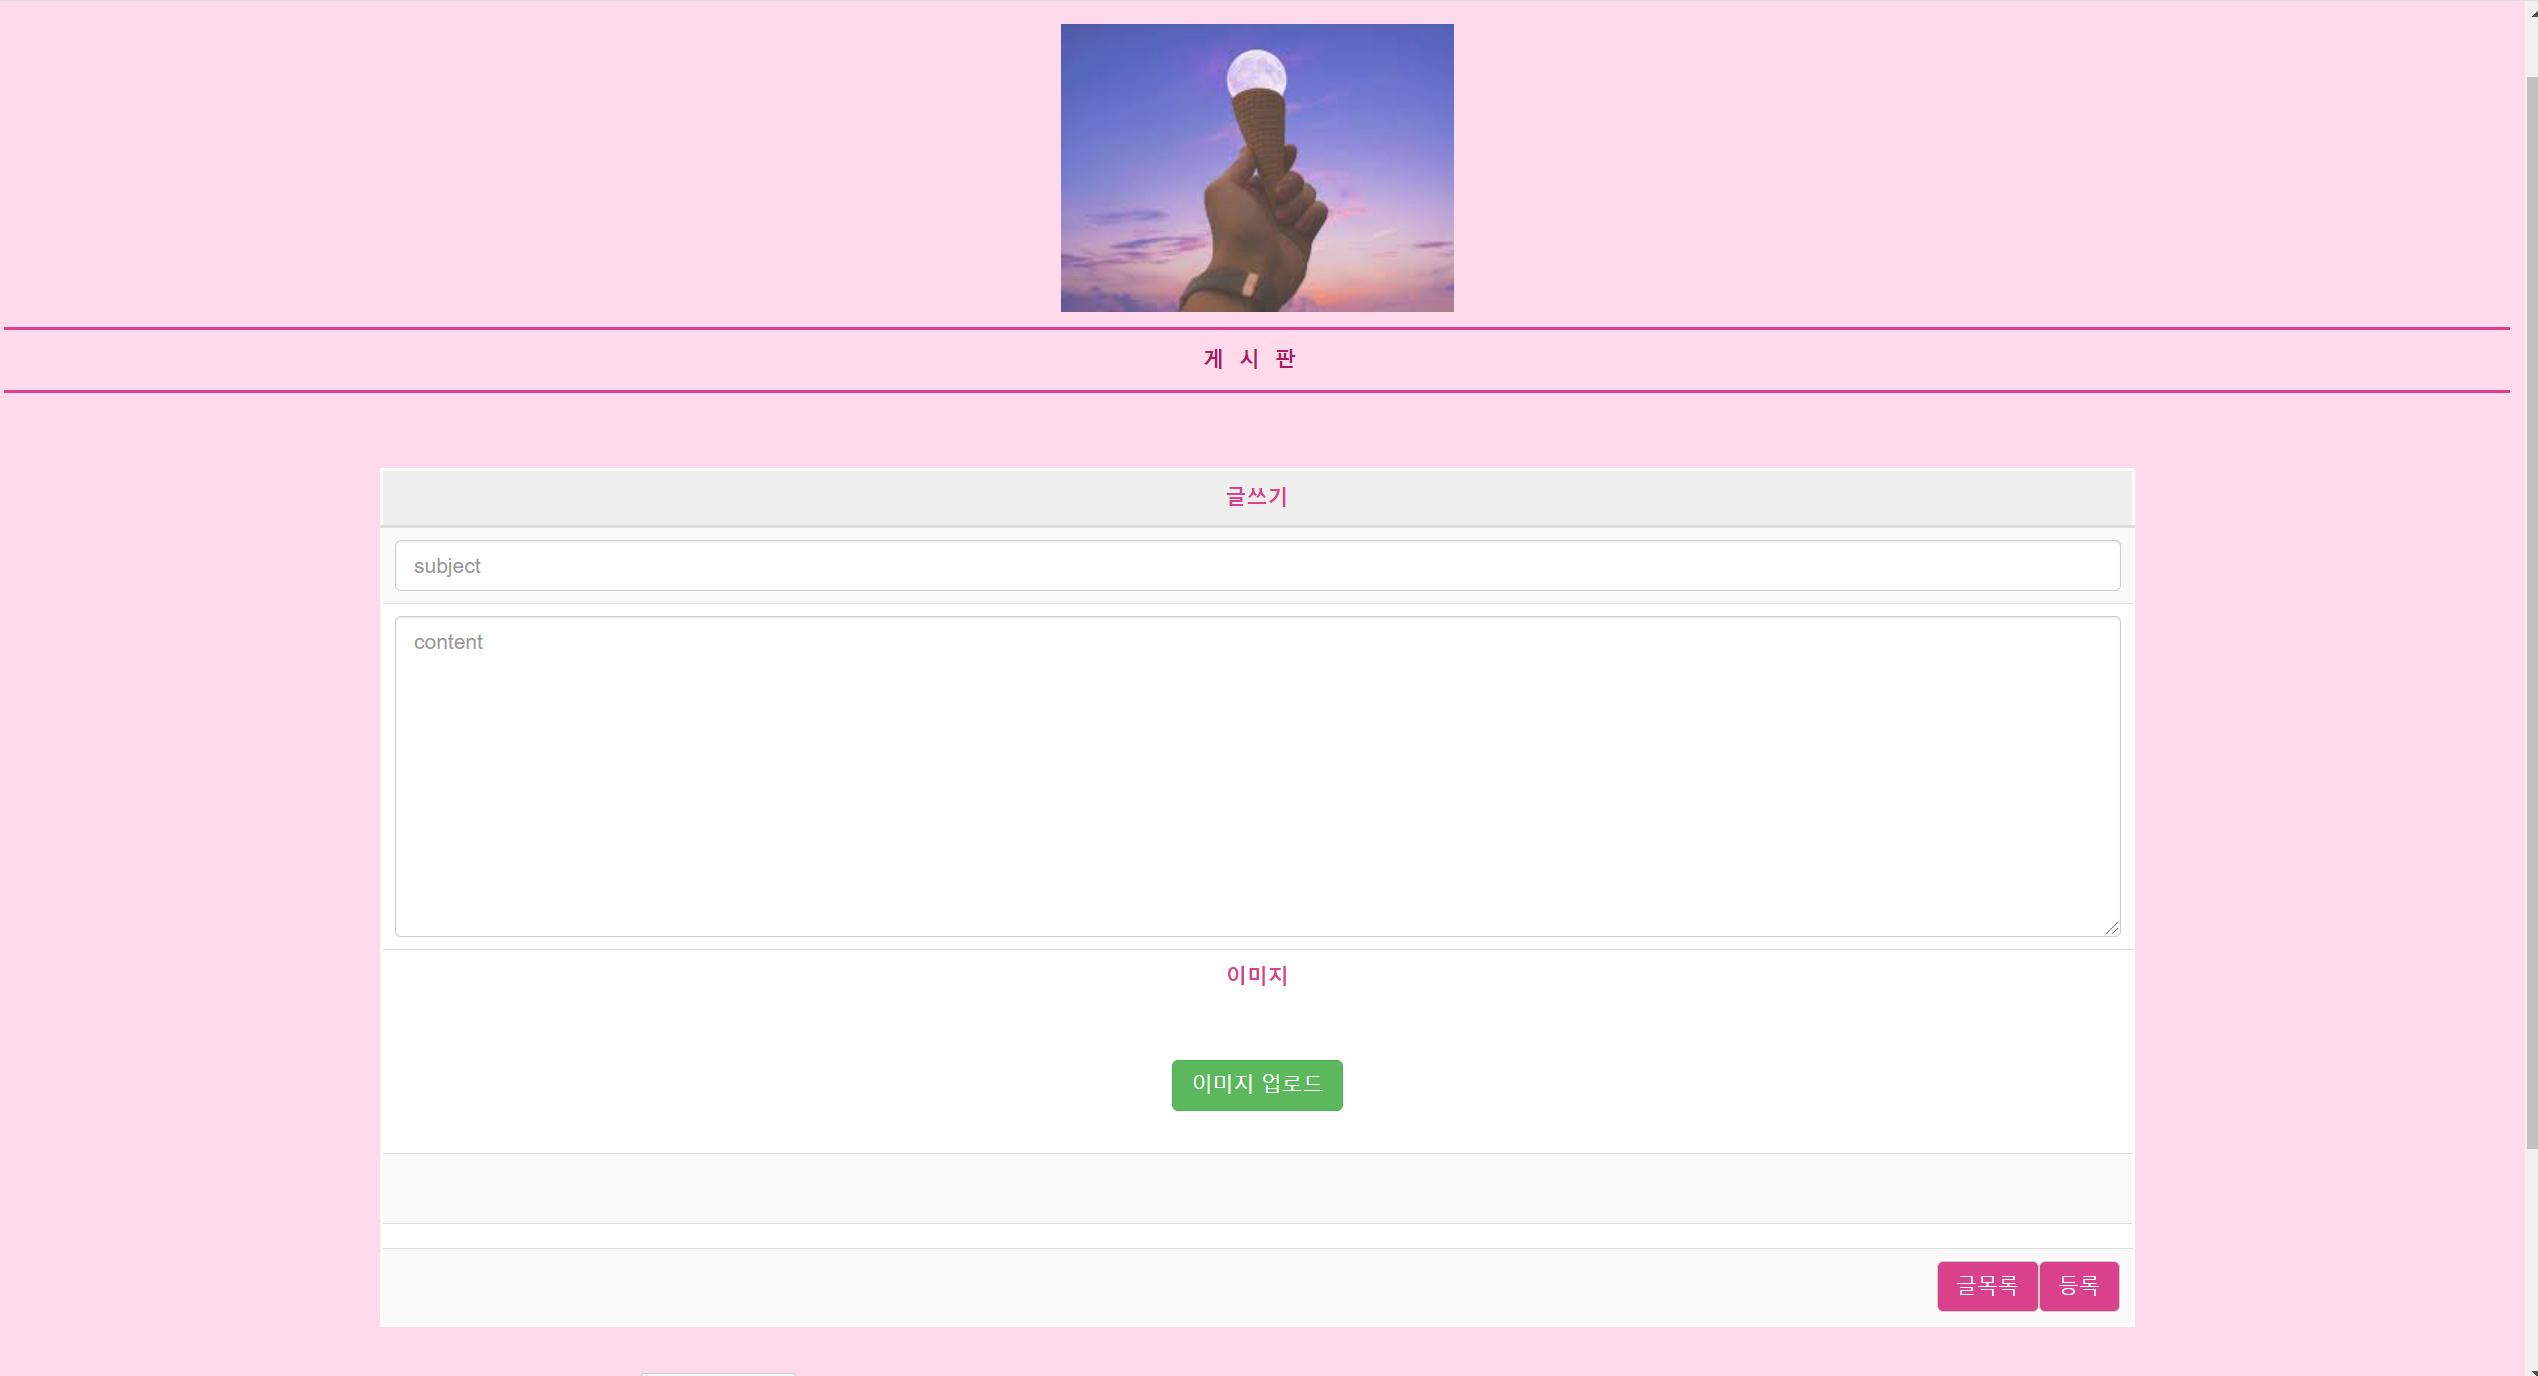 게 시 판
글쓰기
subject
content
이미지
이미지 업로드
글목록 등록